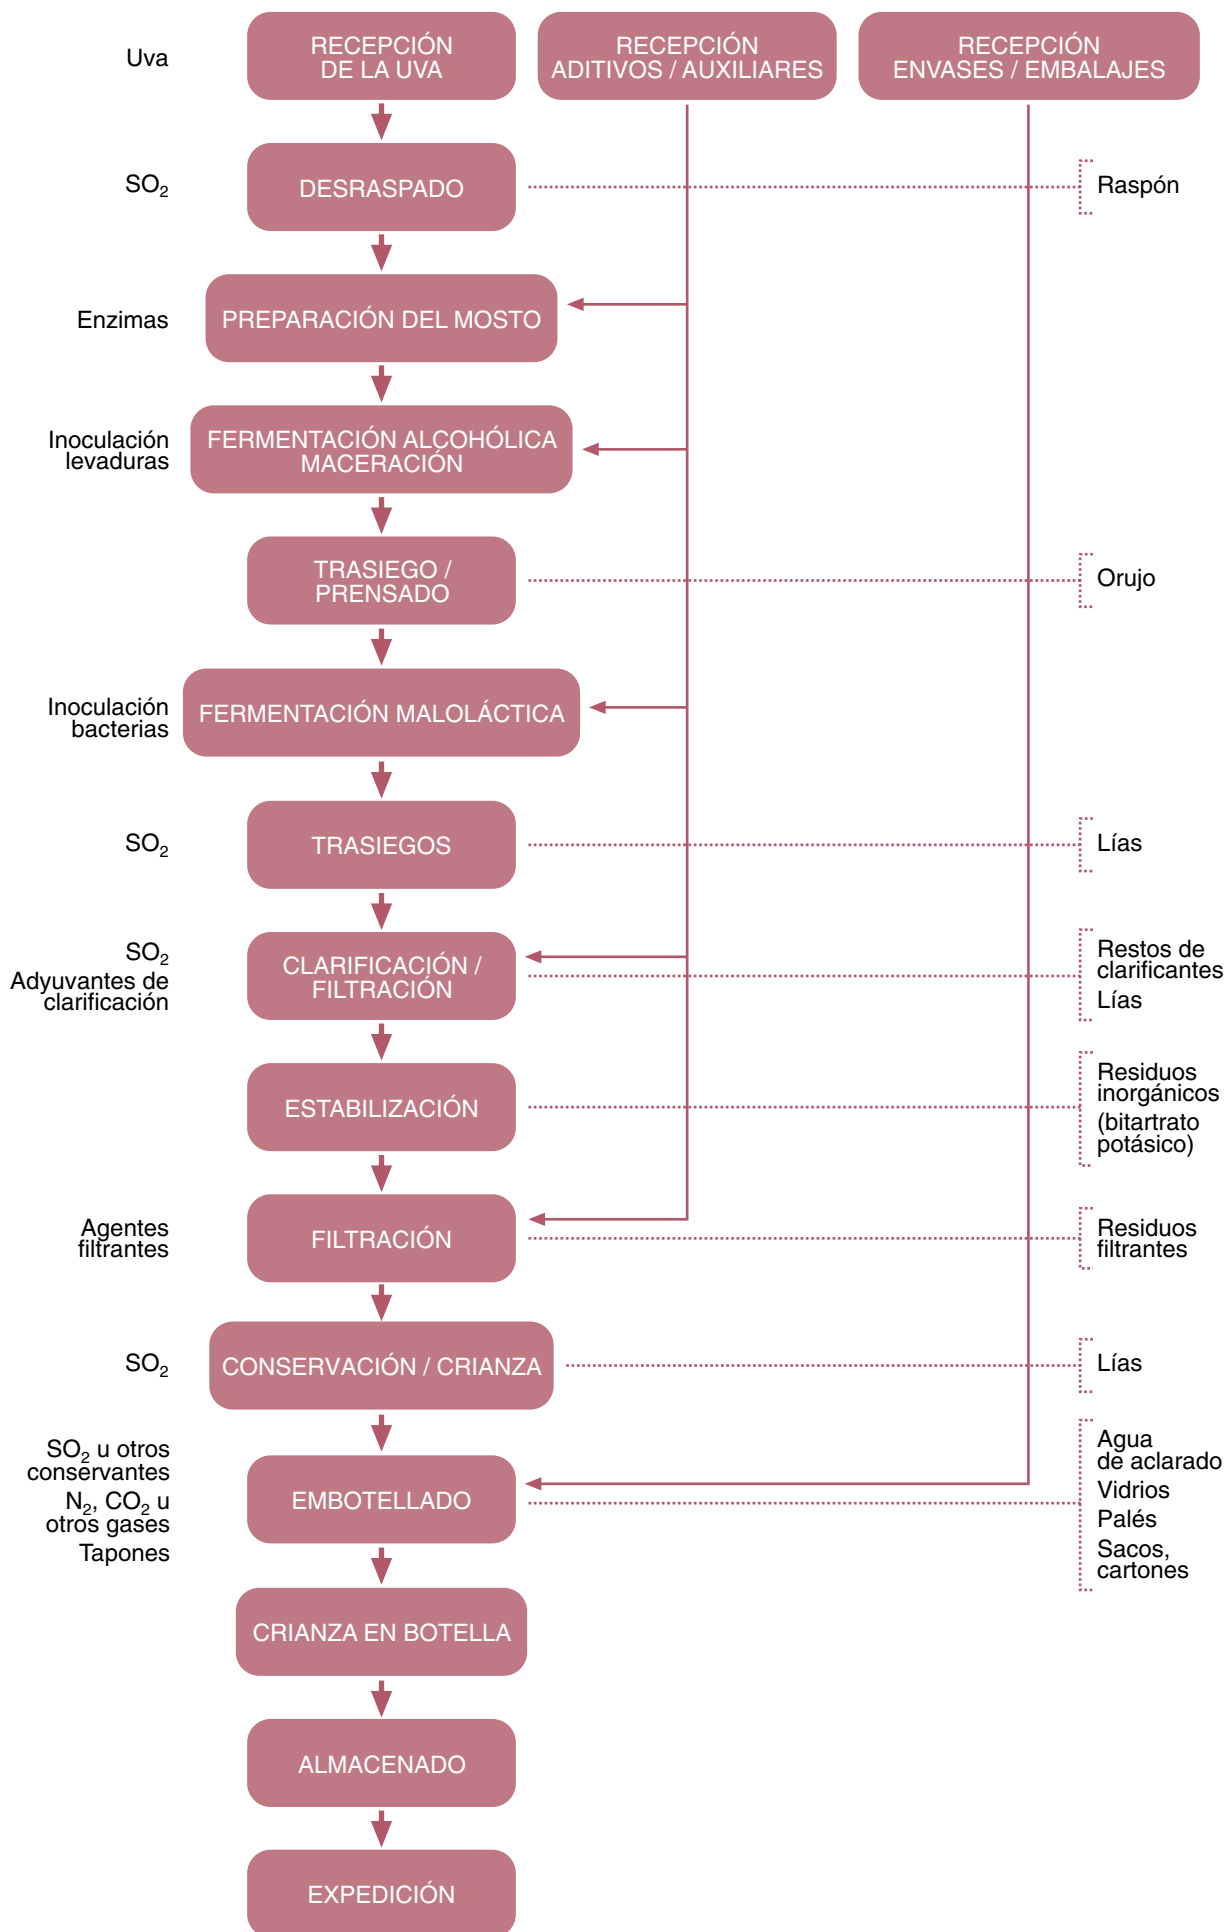 Uva
RECEPCIÓN
DE LA UVA
RECEPCIÓN
ADITIVOS / AUXILIARES
RECEPCIÓN
ENVASES / EMBALAJES
SO₂
DESRASPADO
Raspón
Enzimas
PREPARACIÓN DEL MOSTO
Inoculación
levaduras
FERMENTACIÓN ALCOHÓLICA
MACERACIÓN
TRASIEGO /
PRENSADO
Orujo
Inoculación
bacterias
FERMENTACIÓN MALOLÁCTICA
SO₂
TRASIEGOS
Lías
SO₂
Adyuvantes de
clarificación
CLARIFICACIÓN /
FILTRACIÓN
Restos de
clarificantes
Lías
ESTABILIZACIÓN
Residuos
inorgánicos
(bitartrato
potásico)
Agentes
filtrantes
FILTRACIÓN
Residuos
filtrantes
SO₂
CONSERVACIÓN / CRIANZA
Lías
SO₂ u otros
conservantes
N₂, CO₂ u
otros gases
Tapones
EMBOTELLADO
Agua
de aclarado
Vidrios
Palés
Sacos,
cartones
CRIANZA EN BOTELLA
ALMACENADO
EXPEDICIÓN